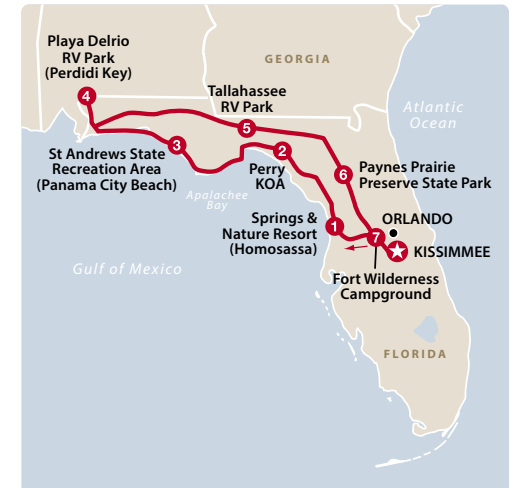 Playa Delrio
RV Park
(Perdidi Key)
GEORGIA
4
Tallahassee
RV Park
Atlantic
Ocean
5
3
2
St Andrews State
Recreation Area
(Panama City Beach)
Perry
KOA
6
Paynes Prairie
Preserve State Park
Apalachee
Bay
Springs &
Nature Resort
(Homosassa)
1
ORLANDO
7
KISSIMMEE
Gulf of Mexico
Fort Wilderness
Campground
FLORIDA